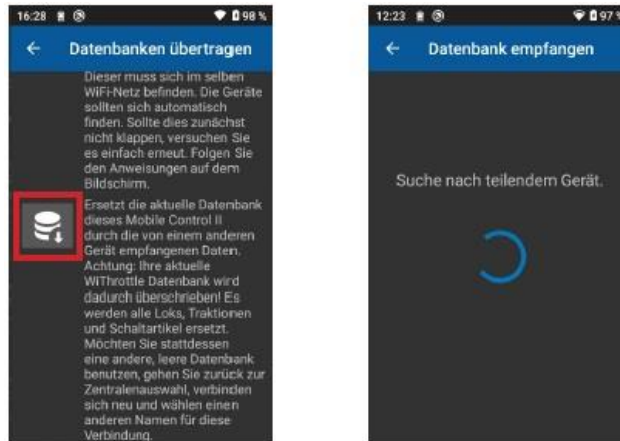 16:28 98 %
Datenbanken übertragen
Dieser muss sich im selben
WiFi-Netz befinden. Die Geräte
sollten sich automatisch
finden. Sollte dies zunächst
nicht klappen, versuchen Sie
es einfach erneut. Folgen Sie
den Anweisungen auf dem
Bildschirm.
Ersetzt die aktuelle Datenbank
dieses Mobile Control II
durch die von einem anderen
Gerät empfangenen Daten.
Achtung: Ihre aktuelle
WiThrottle Datenbank wird
dadurch überschrieben! Es
werden alle Loks, Traktionen
und Schaltartikel ersetzt.
Möchten Sie stattdessen
eine andere, leere Datenbank
benutzen, gehen Sie zurück zur
Zentralenauswahl, verbinden
sich neu und wählen einen
anderen Namen für diese
Verbindung.
12:23 97 %
Datenbank empfangen
Suche nach teilendem Gerät.